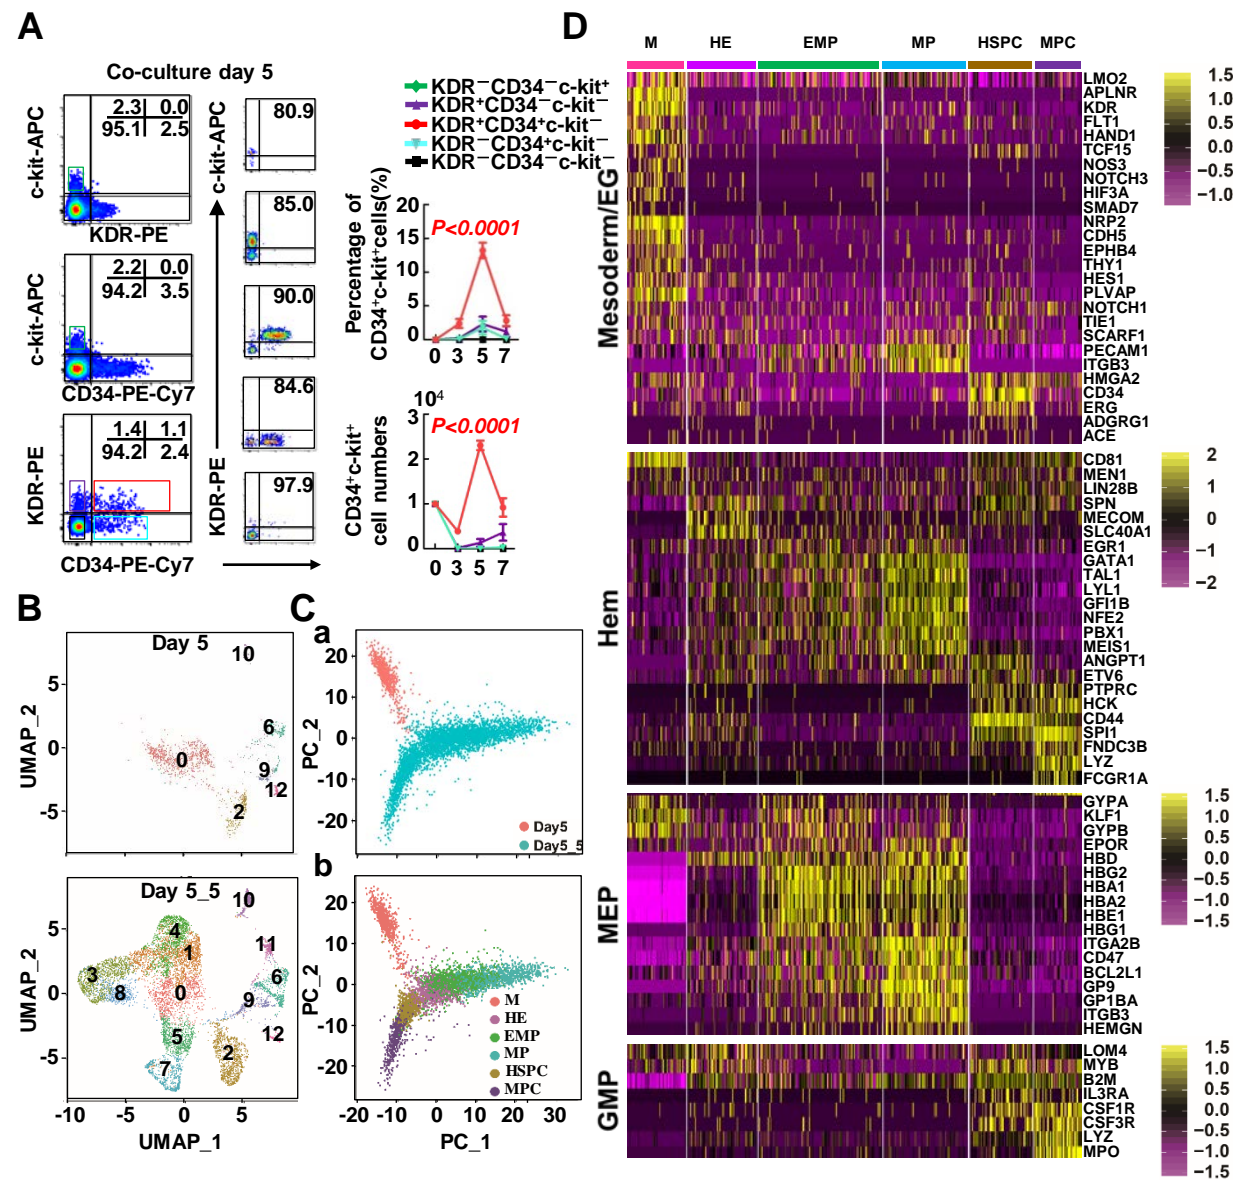 A
Co-culture day 5
c-kit-APC
2.3 0.0
95.1 2.5
KDR-PE
c-kit-APC
2.2 0.0
94.2 3.5
CD34-PE-Cy7
KDR-PE
1.4 1.1
94.2 2.4
CD34-PE-Cy7
c-kit-APC
KDR-PE
80.9
85.0
90.0
84.6
97.9
KDR−CD34−c-kit+
KDR+CD34−c-kit−
KDR+CD34+c-kit−
KDR−CD34+c-kit−
KDR−CD34−c-kit−
Percentage of
CD34+c-kit+cells(%)
20
15
10
5
0
P<0.0001
0 3 5 7
CD34+c-kit+
cell numbers
10^4
3
2
1
0
P<0.0001
0 3 5 7
B
Day 5
UMAP_2
5
0
-5
10
6
0
9
12
2
Day 5_5
UMAP_2
5
0
-5
10
4
1
11
3
8
0
9
6
5
12
2
7
-10 -5 0 5
UMAP_1
C
a
PC_2
20
10
0
-10
-20
Day5
Day5_5
b
PC_2
20
10
0
-10
-20
M
HE
EMP
MP
HSPC
MPC
-20 -10 0 10 20 30
PC_1
D
M HE EMP MP HSPC MPC
Mesoderm/EG
LMO2
APLNR
KDR
FLT1
HAND1
TCF15
NOS3
NOTCH3
HIF3A
SMAD7
NRP2
CDH5
EPHB4
THY1
HES1
PLVAP
NOTCH1
TIE1
SCARF1
PECAM1
ITGB3
HMGA2
CD34
ERG
ADGRG1
ACE
1.5
1.0
0.5
0.0
−0.5
−1.0
Hem
CD81
MEN1
LIN28B
SPN
MECOM
SLC40A1
EGR1
GATA1
TAL1
LYL1
GFI1B
NFE2
PBX1
MEIS1
ANGPT1
ETV6
PTPRC
HCK
CD44
SPI1
FNDC3B
LYZ
FCGR1A
2
1
0
−1
−2
MEP
GYPA
KLF1
GYPB
EPOR
HBD
HBG2
HBA1
HBA2
HBE1
HBG1
ITGA2B
CD47
BCL2L1
GP9
GP1BA
ITGB3
HEMGN
1.5
1.0
0.5
0.0
−0.5
−1.0
−1.5
GMP
LOM4
MYB
B2M
IL3RA
CSF1R
CSF3R
LYZ
MPO
1.5
1.0
0.5
0.0
−0.5
−1.0
−1.5